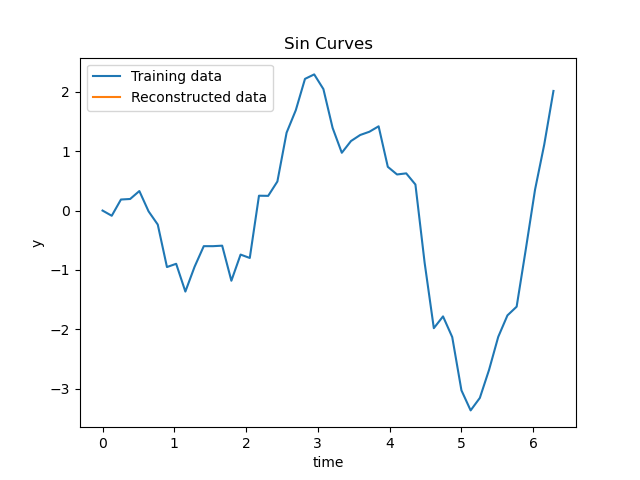 Sin Curves
Training data
Reconstructed data
2
1
0
−1
−2
−3
y
0 1 2 3 4 5 6
time